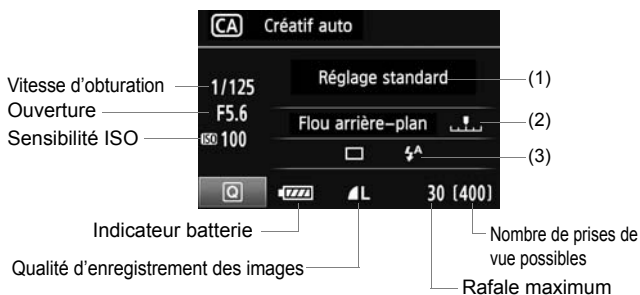 CA Créatif auto
Vitesse d'obturation 1/125 Réglage standard (1)
Ouverture F5.6
Flou arrière–plan (2)
Sensibilité ISO ISO 100
A (3)
Q L 30 [400]
Indicateur batterie
Nombre de prises de
vue possibles
Qualité d'enregistrement des images
Rafale maximum